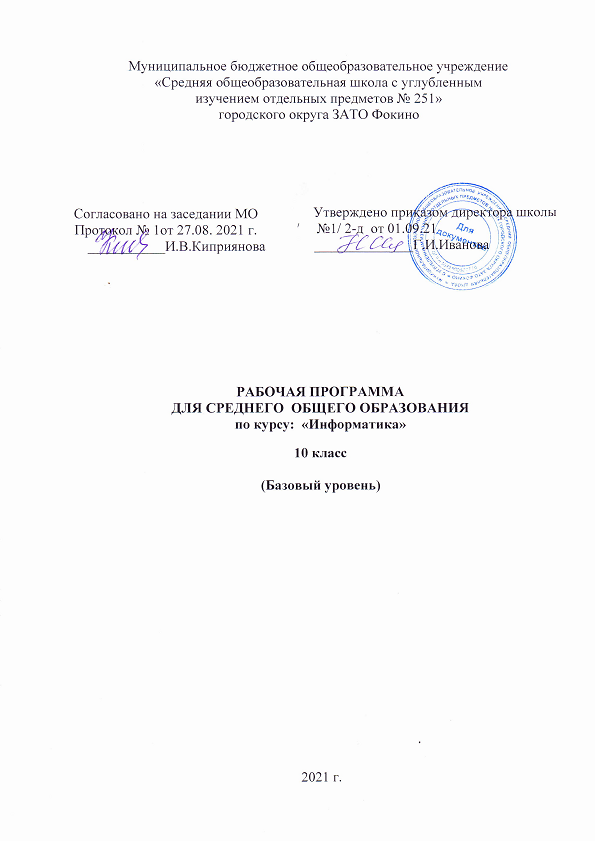 Муниципальное бюджетное общеобразовательное учреждение
«Средняя общеобразовательная школа с углубленным
изучением отдельных предметов № 251»
городского округа ЗАТО Фокино
Согласовано на заседании МО
Протокол № 1от 27.08. 2021 г.
И.В.Киприянова
Утверждено приказом директора школы
№1/ 2-д от 01.09.21
Г.И.Иванова
Для
документов
РАБОЧАЯ ПРОГРАММА
ДЛЯ СРЕДНЕГО ОБЩЕГО ОБРАЗОВАНИЯ
по курсу: «Информатика»
10 класс
(Базовый уровень)
2021 г.